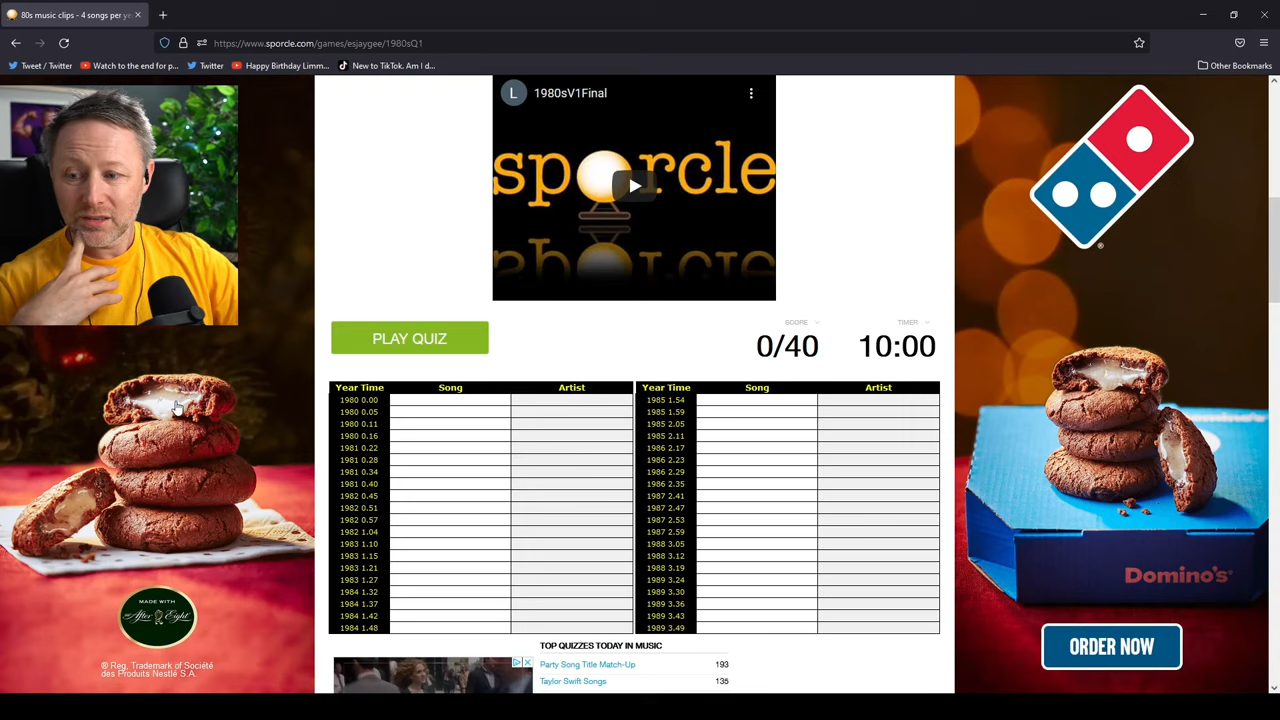 80s music clips - 4 songs per ye
https://www.sporcle.com/games/esjaygee/1980sQ1
Tweet / Twitter
Watch to the end for p...
Twitter
Happy Birthday Limm...
New to TikTok. Am I d...
Other Bookmarks
L
1980sV1Final
sporcle
PLAY QUIZ
SCORE
0/40
TIMER
10:00
Year Time Song Artist
1980 0.00
1980 0.05
1980 0.11
1980 0.16
1981 0.22
1981 0.28
1981 0.34
1981 0.40
1982 0.45
1982 0.51
1982 0.57
1982 1.04
1983 1.10
1983 1.15
1983 1.21
1983 1.27
1984 1.32
1984 1.37
1984 1.42
1984 1.48
Year Time Song Artist
1985 1.54
1985 1.59
1985 2.05
1985 2.11
1986 2.17
1986 2.23
1986 2.29
1986 2.35
1987 2.41
1987 2.47
1987 2.53
1987 2.59
1988 3.05
1988 3.12
1988 3.19
1989 3.24
1989 3.30
1989 3.36
1989 3.43
1989 3.49
TOP QUIZZES TODAY IN MUSIC
Party Song Title Match-Up 193
Taylor Swift Songs 135
MADE WITH
After Eight
® Reg. Trademark of Société
des Produits Nestlé S.A.
®
Domino's
ORDER NOW